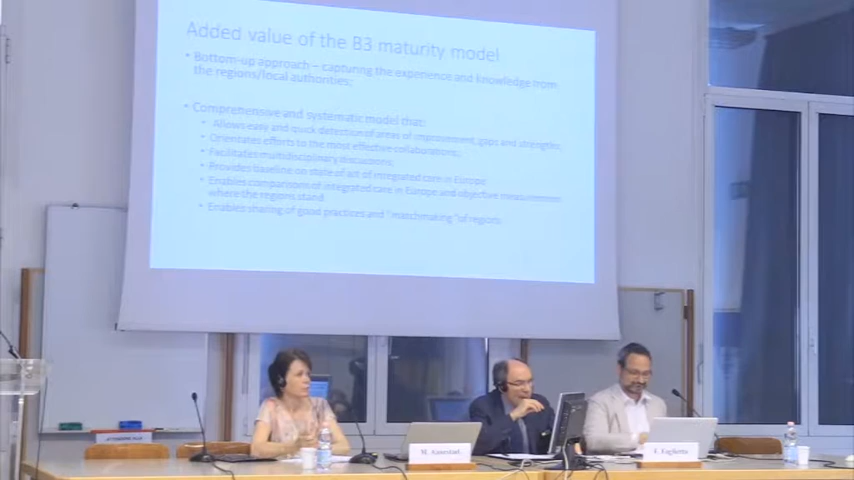 Added value of the B3 maturity model
• Bottom-up approach – capturing the experience and knowledge from
the regions/local authorities;
• Comprehensive and systematic model that:
• Allows easy and quick detection of areas of improvement, gaps and strengths;
• Orientates efforts to the most effective collaborations;
• Facilitates multidisciplinary discussions;
• Provides baseline on state of art of integrated care in Europe
• Enables comparison of integrated care in Europe and objective measurement
where the regions stand
• Enables sharing of good practices and "matchmaking" of regions